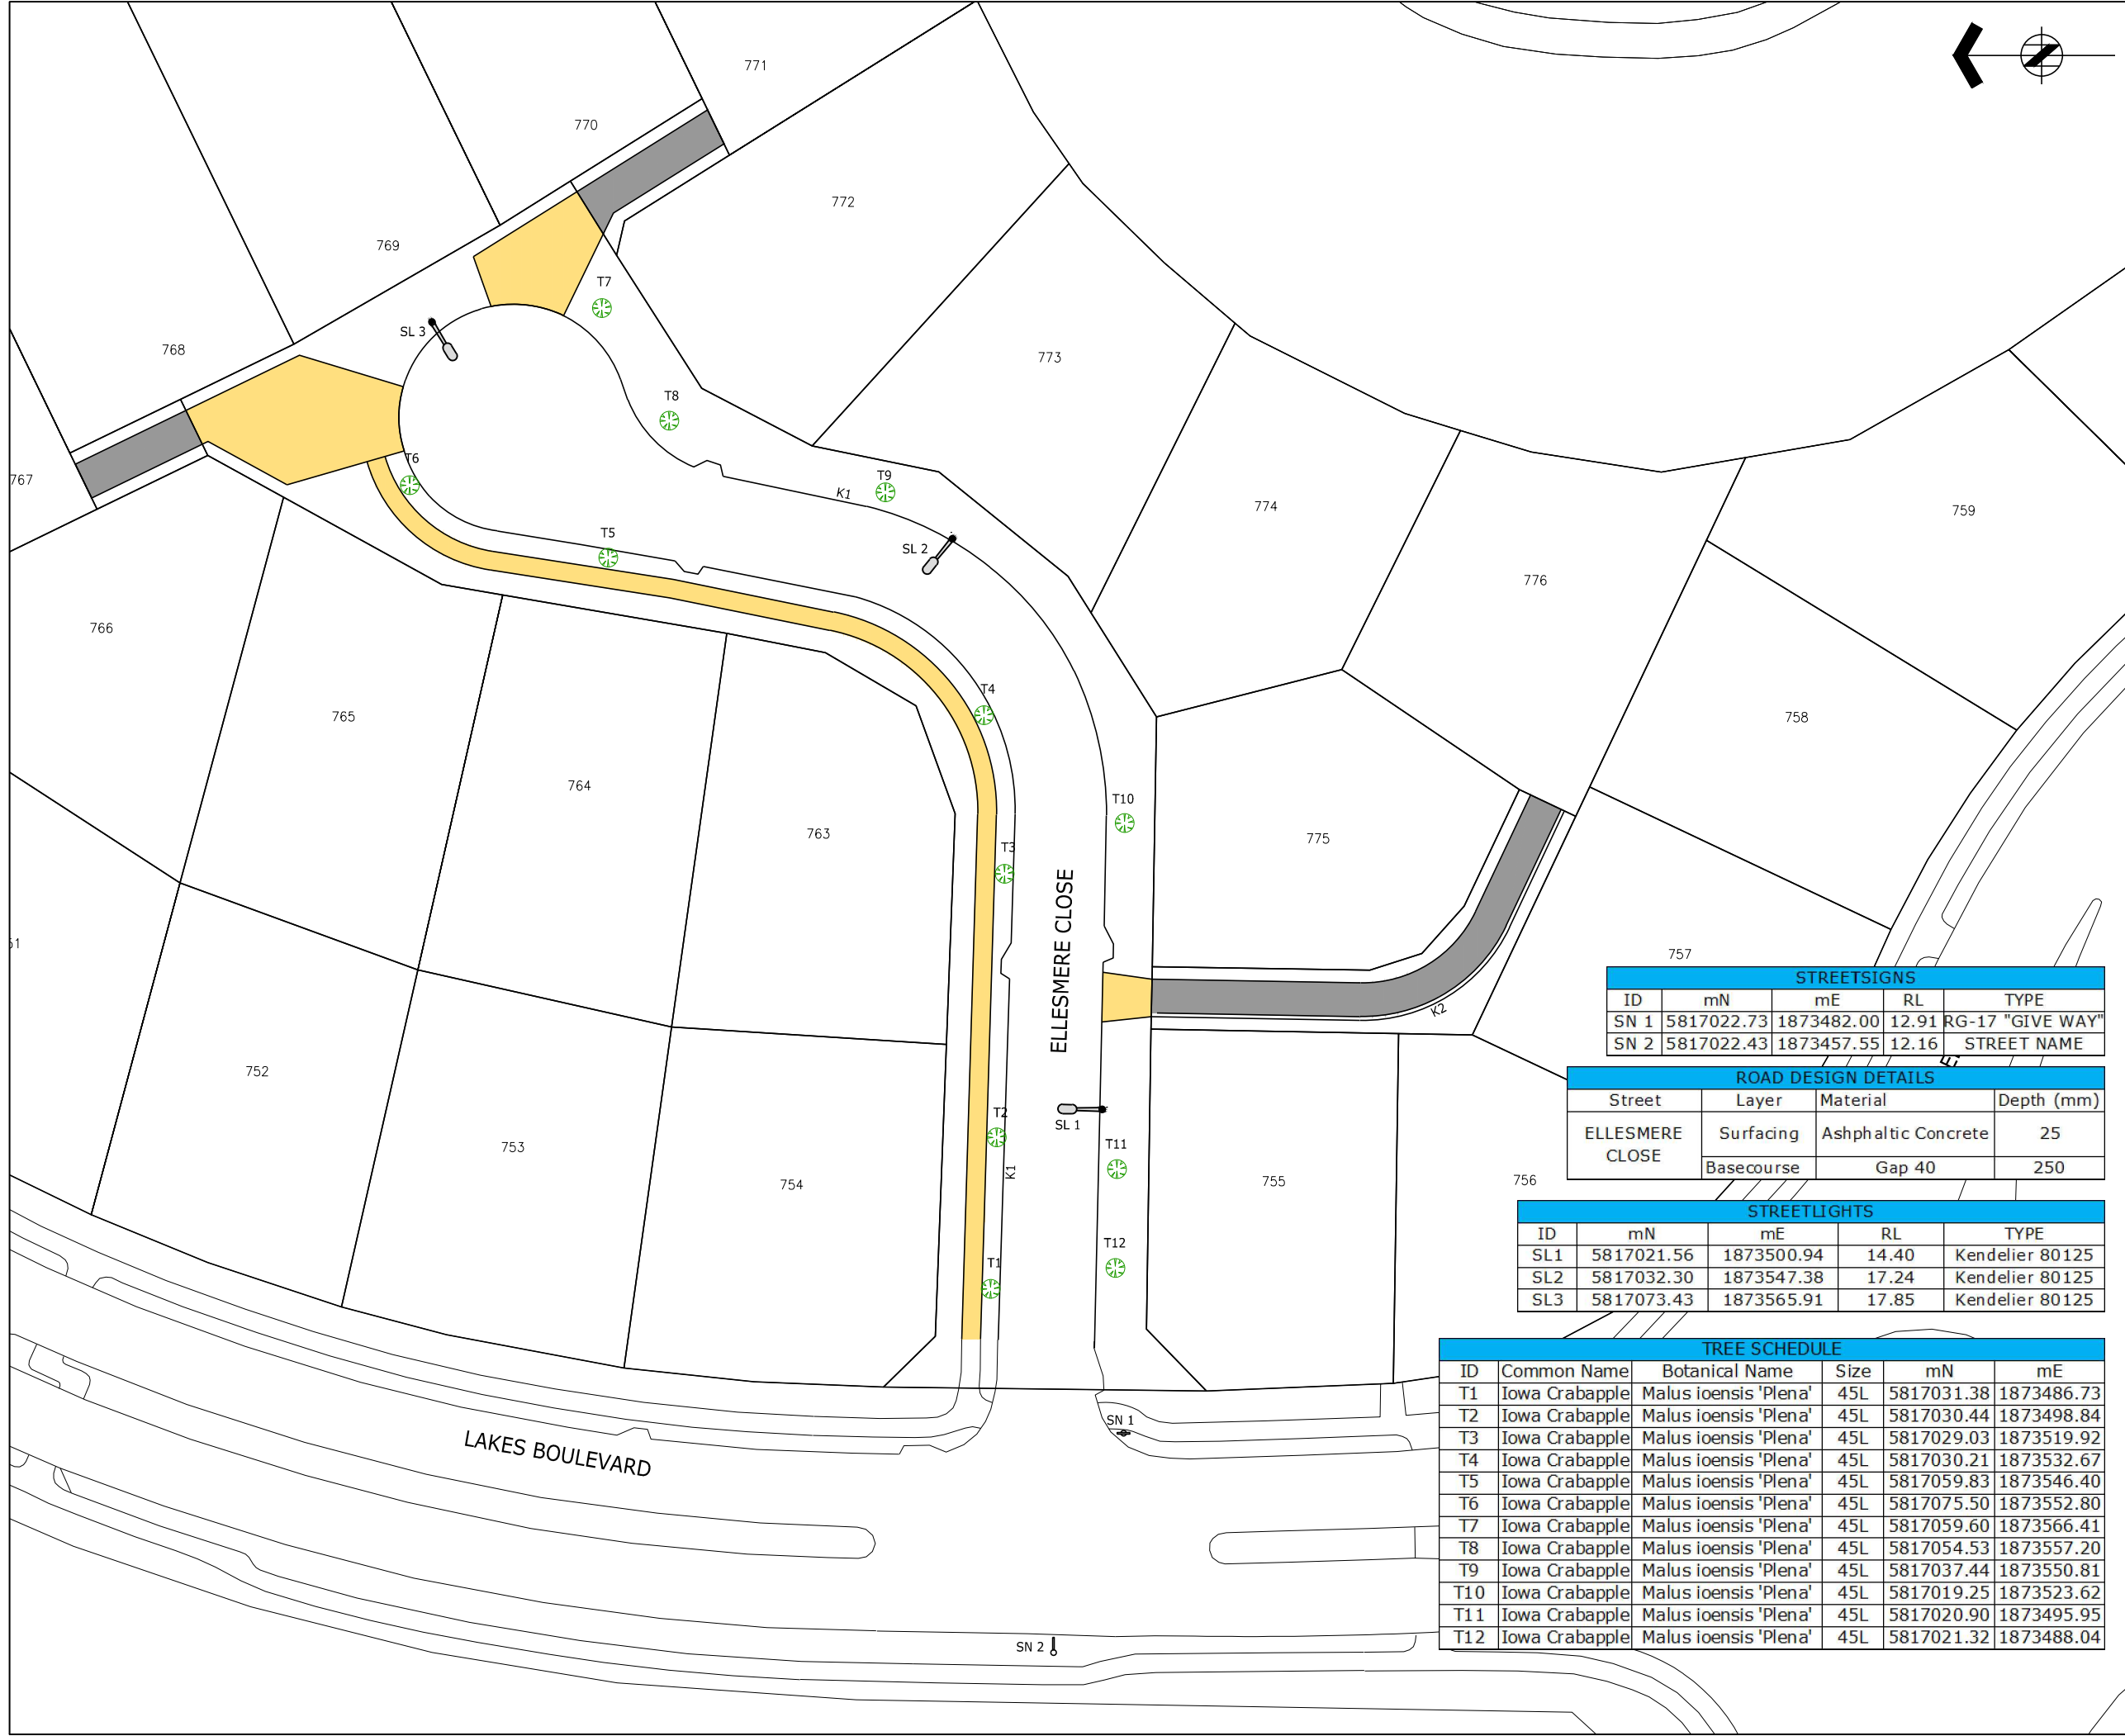 771
770
772
769
T7
SL 3
768
773
T8
T6
T9
767
K1
774
759
T5
SL 2
776
766
T4
765
758
764
T10
763
775
T3
ELLESMERE CLOSE
757
K2
752
T2
SL 1
753
T11
K1
754
755
756
T12
T1
SN 1
LAKES BOULEVARD
SN 2
STREETSIGNS
ID mN mE RL TYPE
SN 1 5817022.73 1873482.00 12.91 RG-17 "GIVE WAY"
SN 2 5817022.43 1873457.55 12.16 STREET NAME
ROAD DESIGN DETAILS
Street Layer Material Depth (mm)
ELLESMERE CLOSE Surfacing Ashphaltic Concrete 25
Basecourse Gap 40 250
STREETLIGHTS
ID mN mE RL TYPE
SL1 5817021.56 1873500.94 14.40 Kendelier 80125
SL2 5817032.30 1873547.38 17.24 Kendelier 80125
SL3 5817073.43 1873565.91 17.85 Kendelier 80125
TREE SCHEDULE
ID Common Name Botanical Name Size mN mE
T1 Iowa Crabapple Malus ioensis 'Plena' 45L 5817031.38 1873486.73
T2 Iowa Crabapple Malus ioensis 'Plena' 45L 5817030.44 1873498.84
T3 Iowa Crabapple Malus ioensis 'Plena' 45L 5817029.03 1873519.92
T4 Iowa Crabapple Malus ioensis 'Plena' 45L 5817030.21 1873532.67
T5 Iowa Crabapple Malus ioensis 'Plena' 45L 5817059.83 1873546.40
T6 Iowa Crabapple Malus ioensis 'Plena' 45L 5817075.50 1873552.80
T7 Iowa Crabapple Malus ioensis 'Plena' 45L 5817059.60 1873566.41
T8 Iowa Crabapple Malus ioensis 'Plena' 45L 5817054.53 1873557.20
T9 Iowa Crabapple Malus ioensis 'Plena' 45L 5817037.44 1873550.81
T10 Iowa Crabapple Malus ioensis 'Plena' 45L 5817019.25 1873523.62
T11 Iowa Crabapple Malus ioensis 'Plena' 45L 5817020.90 1873495.95
T12 Iowa Crabapple Malus ioensis 'Plena' 45L 5817021.32 1873488.04